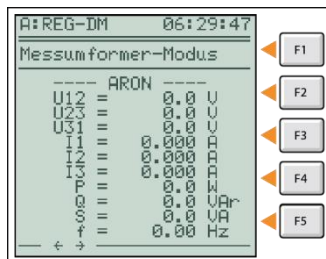 A:REG-DM 06:29:47
Messumformer-Modus
---- ARON ----
U12 = 0.0 V
U23 = 0.0 V
U31 = 0.0 V
I1 = 0.000 A
I2 = 0.000 A
I3 = 0.000 A
P = 0.0 W
Q = 0.0 VAr
S = 0.0 VA
f = 0.00 Hz
← →
F1
F2
F3
F4
F5